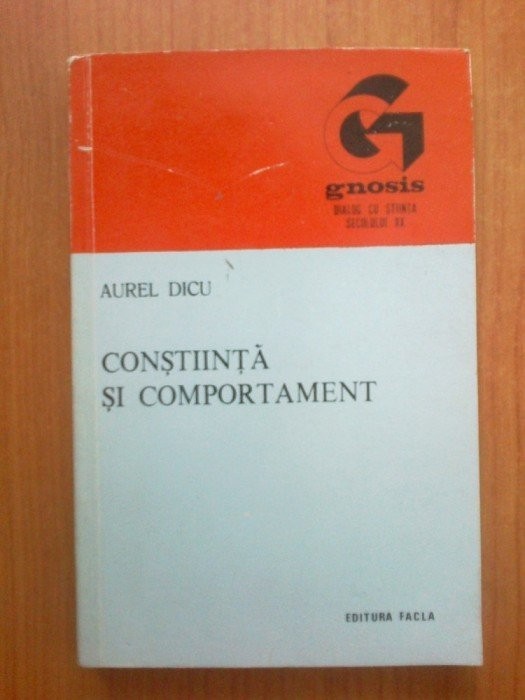 gnosis
DIALOG CU ȘTIINȚA
SECOLULUI XX
AUREL DICU
CONȘTIINȚĂ
ȘI COMPORTAMENT
EDITURA FACLA